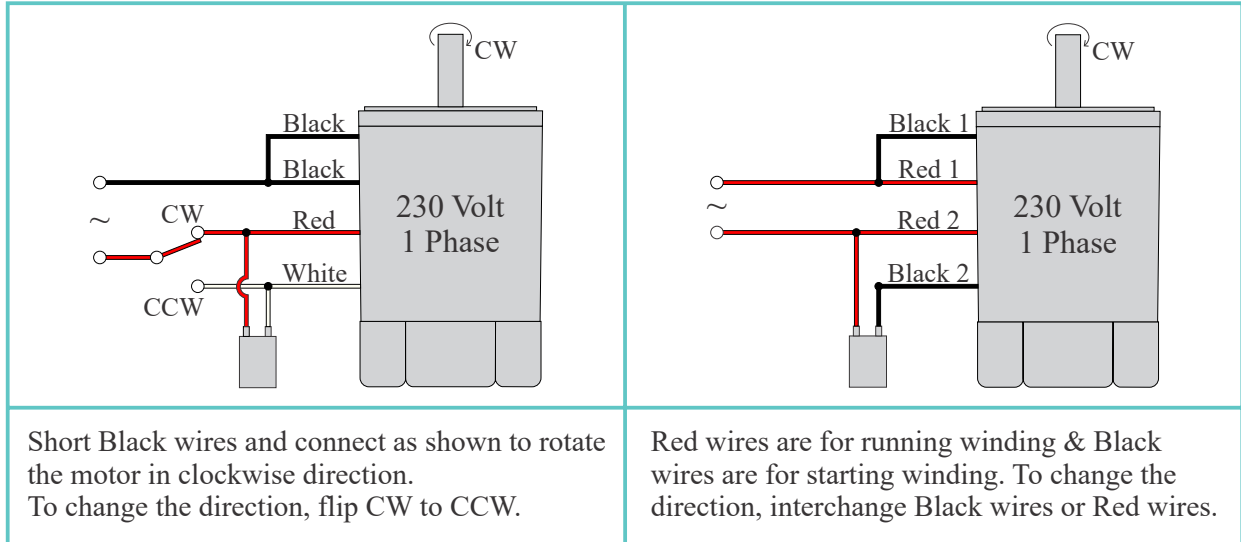 CW
Black
Black
~
CW
Red
White
CCW
230 Volt
1 Phase
Short Black wires and connect as shown to rotate
the motor in clockwise direction.
To change the direction, flip CW to CCW.
CW
Black 1
Red 1
~
Red 2
Black 2
230 Volt
1 Phase
Red wires are for running winding & Black
wires are for starting winding. To change the
direction, interchange Black wires or Red wires.